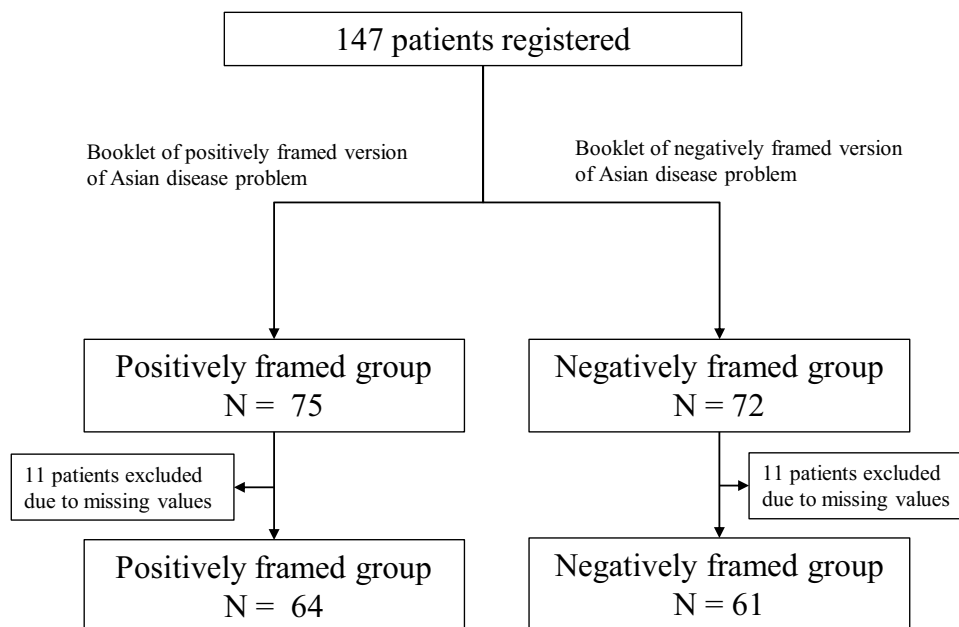 147 patients registered
Booklet of positively framed version
of Asian disease problem
Booklet of negatively framed version
of Asian disease problem
Positively framed group
N =  75
Negatively framed group
N = 72
11 patients excluded
due to missing values
11 patients excluded
due to missing values
Positively framed group
N =  64
Negatively framed group
N = 61